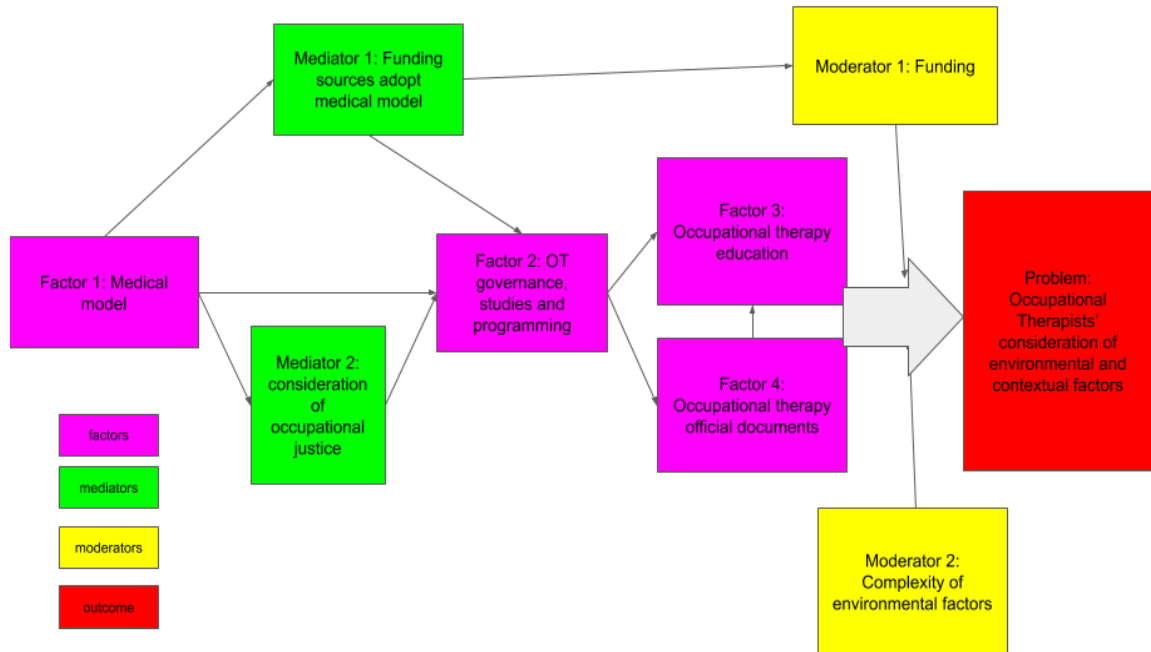 Mediator 1: Funding
sources adopt
medical model
Moderator 1: Funding
Factor 1: Medical
model
Factor 2: OT
governance,
studies and
programming
Factor 3:
Occupational therapy
education
Problem:
Occupational
Therapists'
consideration of
environmental and
contextual factors
Mediator 2:
consideration
of
occupational
justice
Factor 4:
Occupational therapy
official documents
Moderator 2:
Complexity of
environmental factors
factors
mediators
moderators
outcome